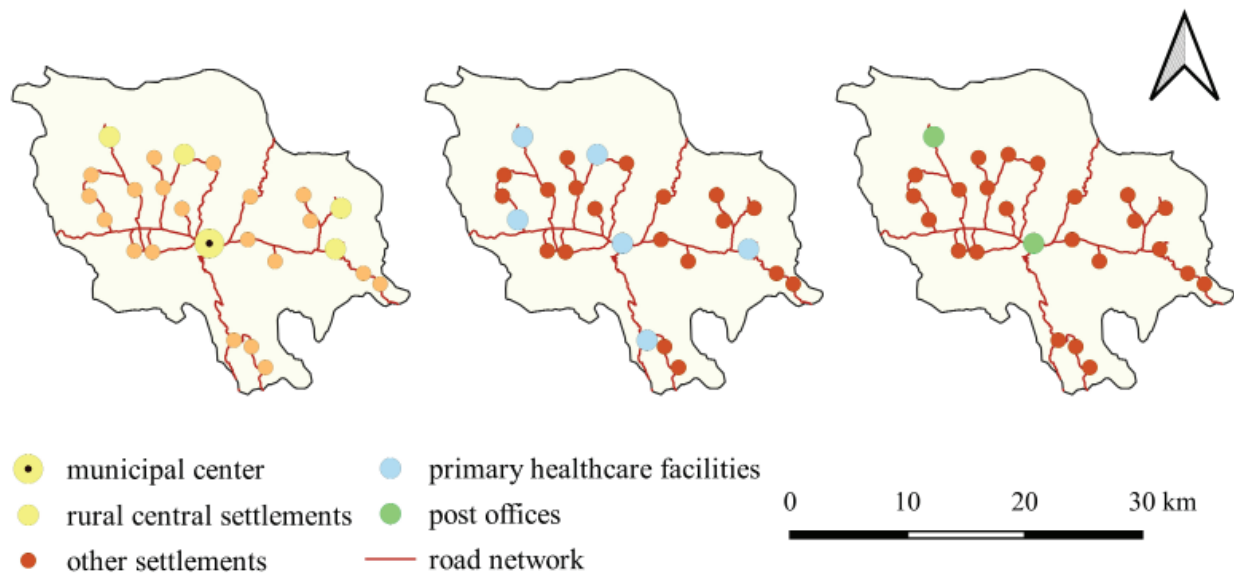 municipal center
rural central settlements
other settlements
primary healthcare facilities
post offices
road network
0 10 20 30 km